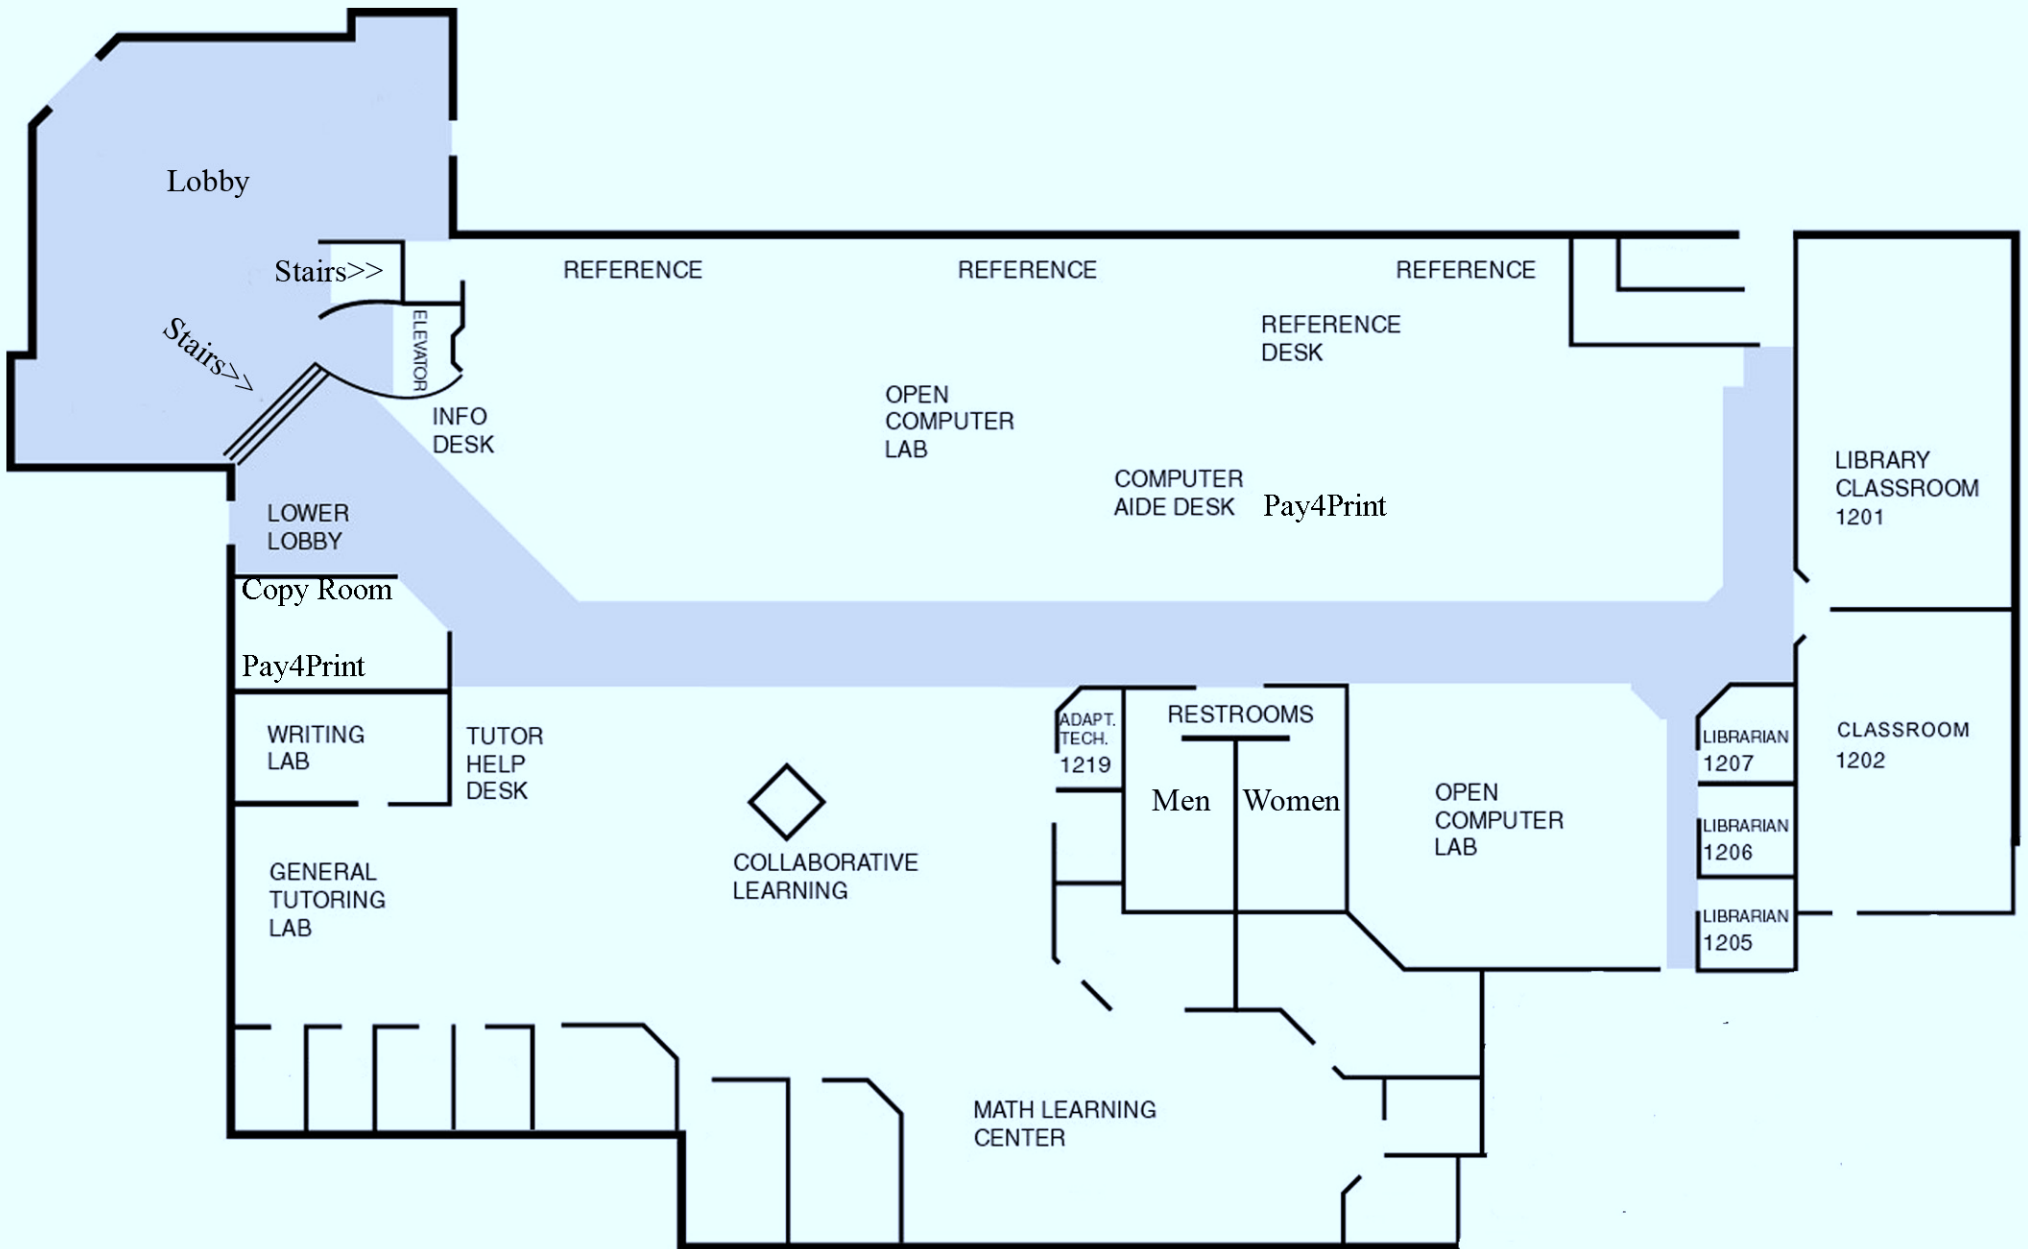 Lobby
Stairs>>
Stairs>>
ELEVATOR
INFO
DESK
REFERENCE
REFERENCE
REFERENCE
REFERENCE
DESK
OPEN
COMPUTER
LAB
COMPUTER
AIDE DESK
Pay4Print
LIBRARY
CLASSROOM
1201
LOWER
LOBBY
Copy Room
Pay4Print
WRITING
LAB
TUTOR
HELP
DESK
GENERAL
TUTORING
LAB
COLLABORATIVE
LEARNING
ADAPT.
TECH.
1219
RESTROOMS
Men
Women
OPEN
COMPUTER
LAB
LIBRARIAN
1207
LIBRARIAN
1206
LIBRARIAN
1205
CLASSROOM
1202
MATH LEARNING
CENTER